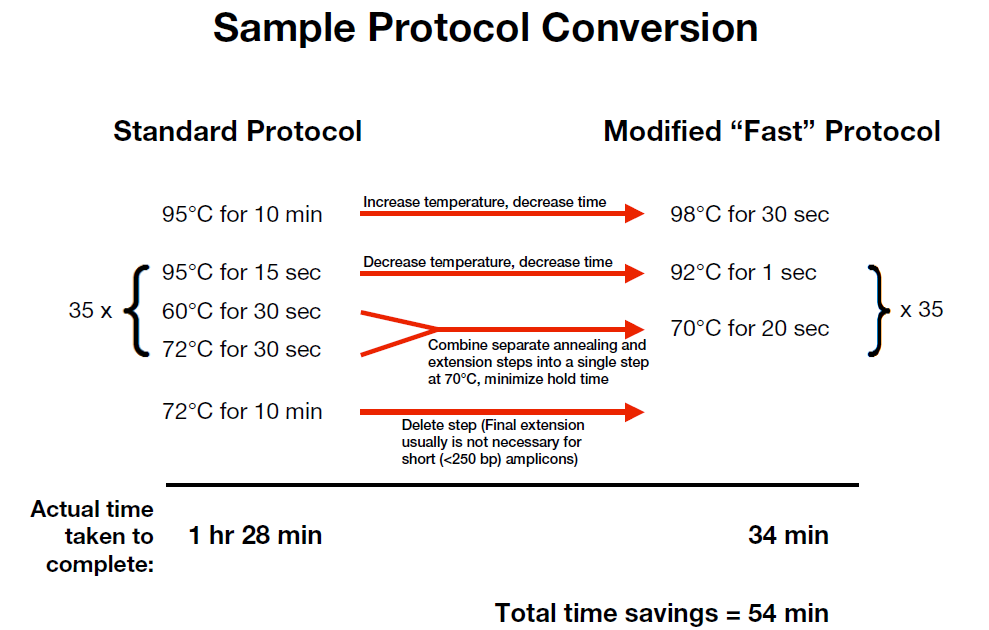 Sample Protocol Conversion
Standard Protocol
Modified “Fast” Protocol
95°C for 10 min
Increase temperature, decrease time
98°C for 30 sec
95°C for 15 sec
Decrease temperature, decrease time
92°C for 1 sec
35 x
60°C for 30 sec
x 35
72°C for 30 sec
70°C for 20 sec
Combine separate annealing and
extension steps into a single step
at 70°C, minimize hold time
72°C for 10 min
Delete step (Final extension
usually is not necessary for
short (<250 bp) amplicons)
Actual time
taken to
complete:
1 hr 28 min
34 min
Total time savings = 54 min